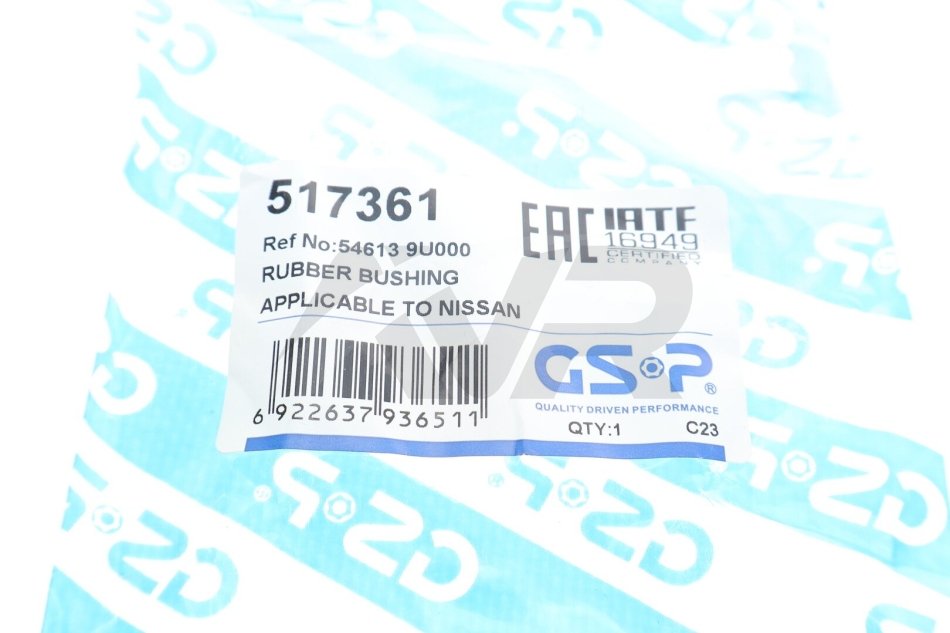 517361
Ref No:54613 9U000
RUBBER BUSHING
APPLICABLE TO NISSAN
EAC
IATF
16949
CERTIFIED
COMPANY
6 922637 936511
GS-P®
QUALITY DRIVEN PERFORMANCE
QTY:1
C23